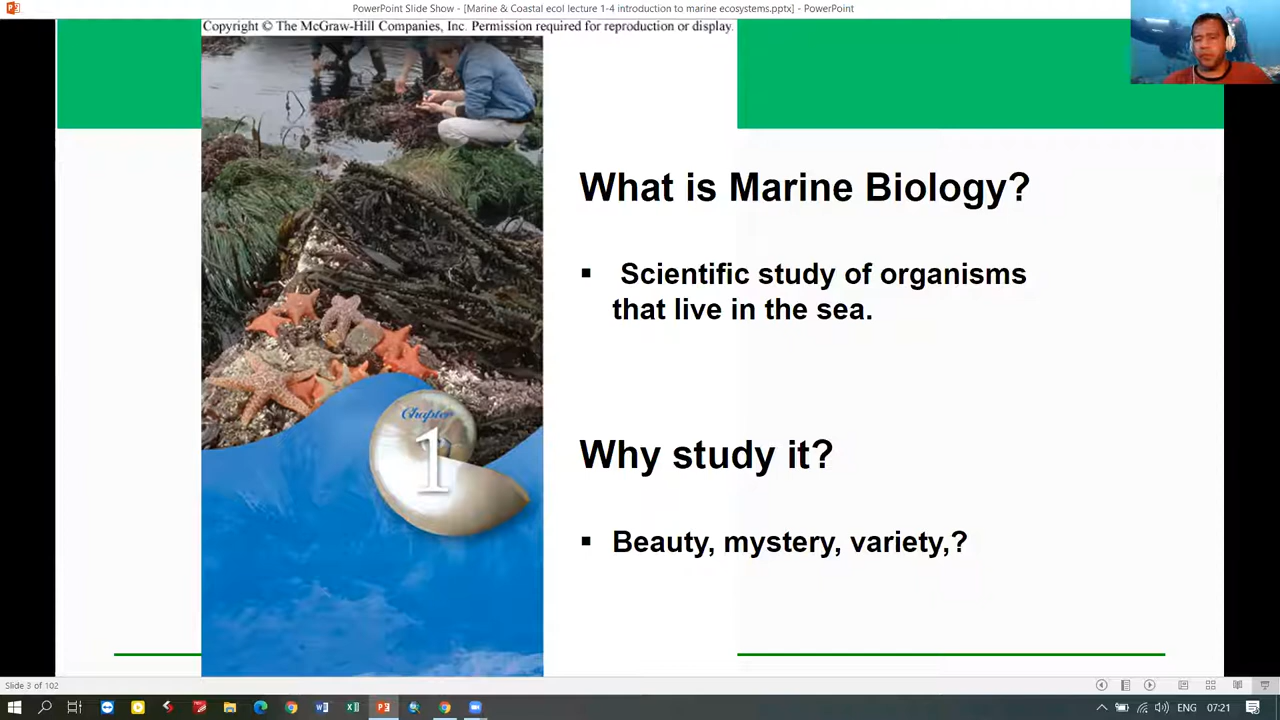 PowerPoint Slide Show - [Marine & Coastal ecol lecture 1-4 introduction to marine ecosystems.pptx] - PowerPoint
Copyright © The McGraw-Hill Companies, Inc. Permission required for reproduction or display.
What is Marine Biology?
▪ Scientific study of organisms
that live in the sea.
Chapter
1
Why study it?
▪ Beauty, mystery, variety,?
Slide 3 of 102
ENG 07:21